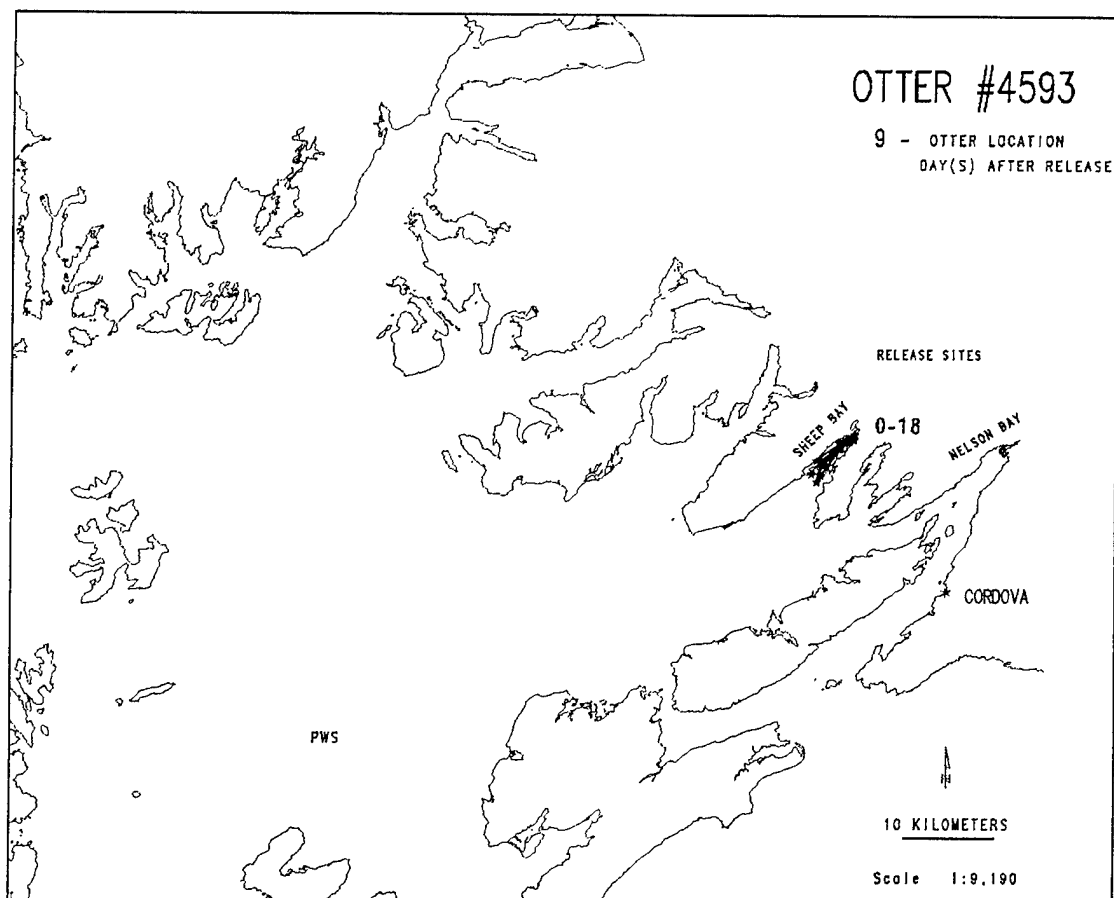 OTTER #4593
9 - OTTER LOCATION
DAY(S) AFTER RELEASE
RELEASE SITES
SHEEP BAY
0-18
NELSON BAY
* CORDOVA
PWS
N
10 KILOMETERS
Scale 1:9,190